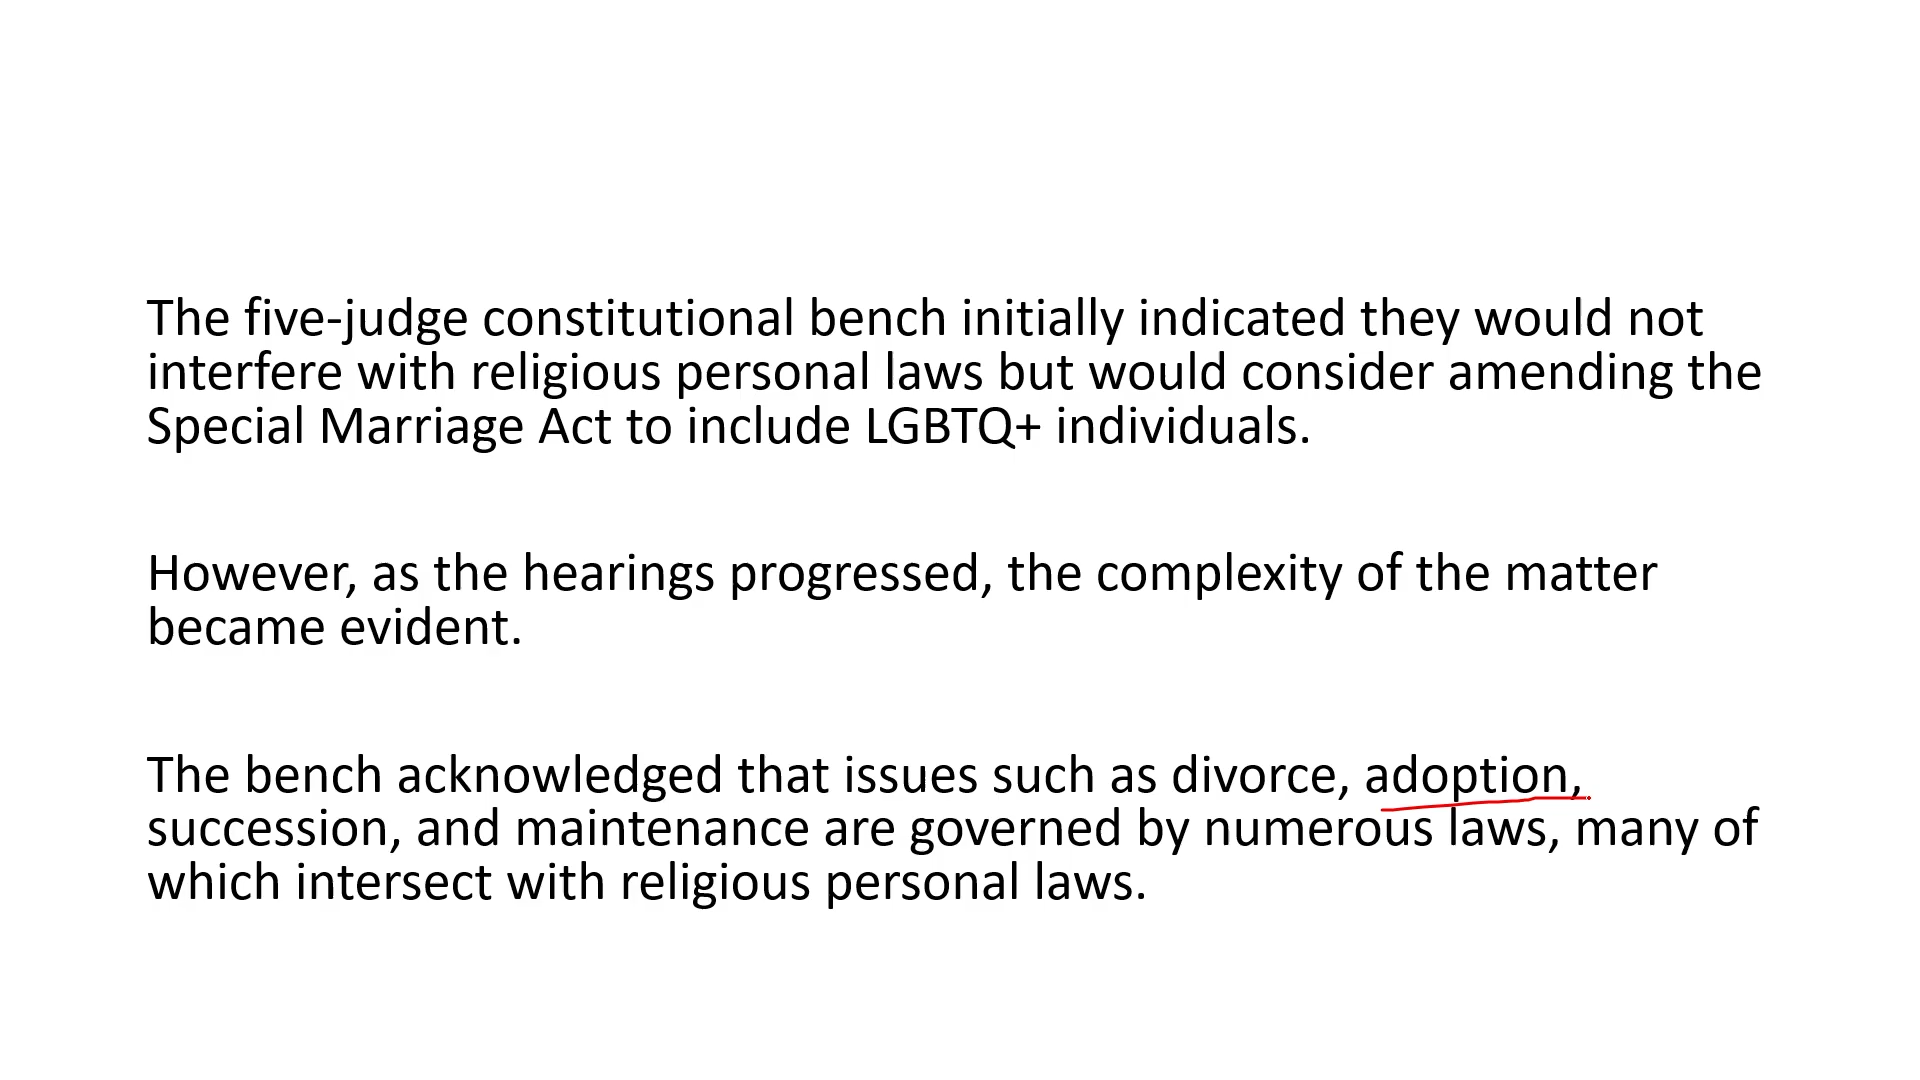 The five-judge constitutional bench initially indicated they would not
interfere with religious personal laws but would consider amending the
Special Marriage Act to include LGBTQ+ individuals.
However, as the hearings progressed, the complexity of the matter
became evident.
The bench acknowledged that issues such as divorce, adoption,
succession, and maintenance are governed by numerous laws, many of
which intersect with religious personal laws.